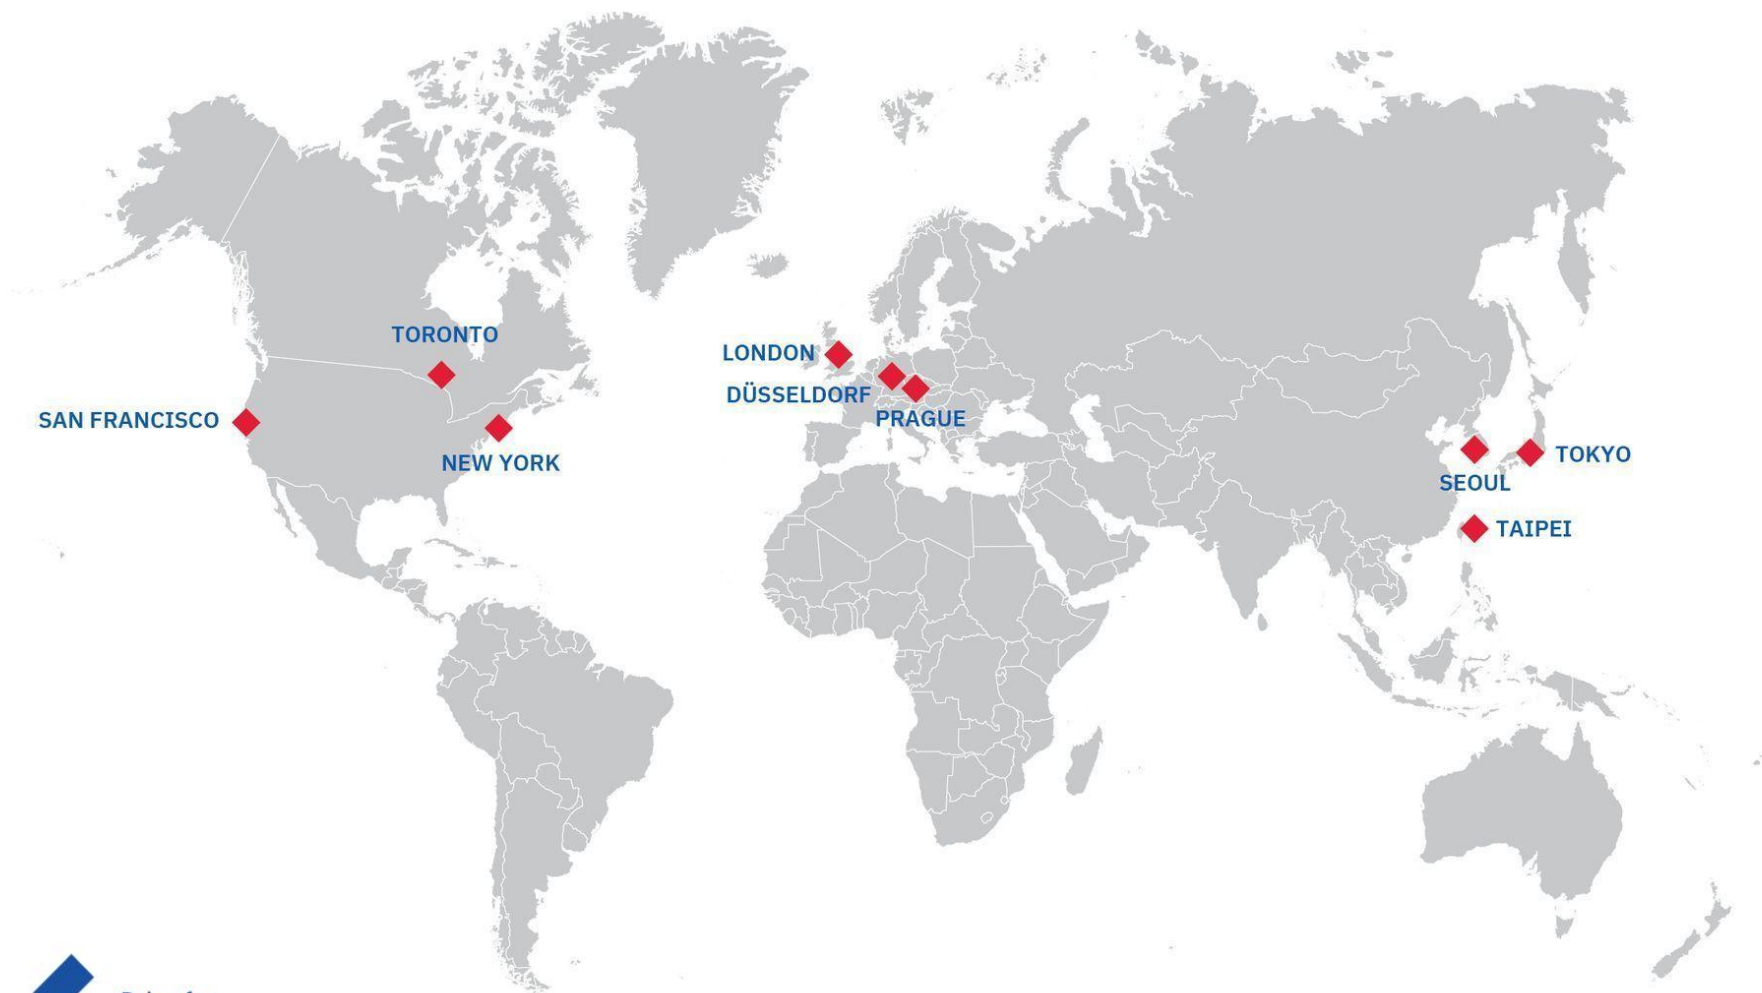 TORONTO
LONDON
DÜSSELDORF
PRAGUE
SAN FRANCISCO
NEW YORK
TOKYO
SEOUL
TAIPEI